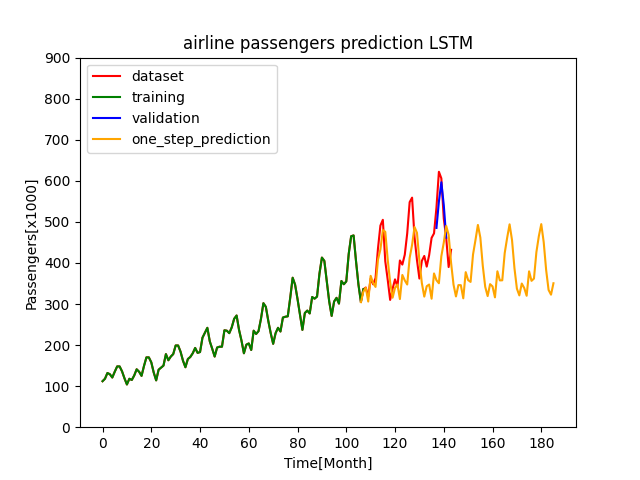 airline passengers prediction LSTM
dataset
training
validation
one_step_prediction
Passengers[x1000]
900
800
700
600
500
400
300
200
100
0
0 20 40 60 80 100 120 140 160 180
Time[Month]